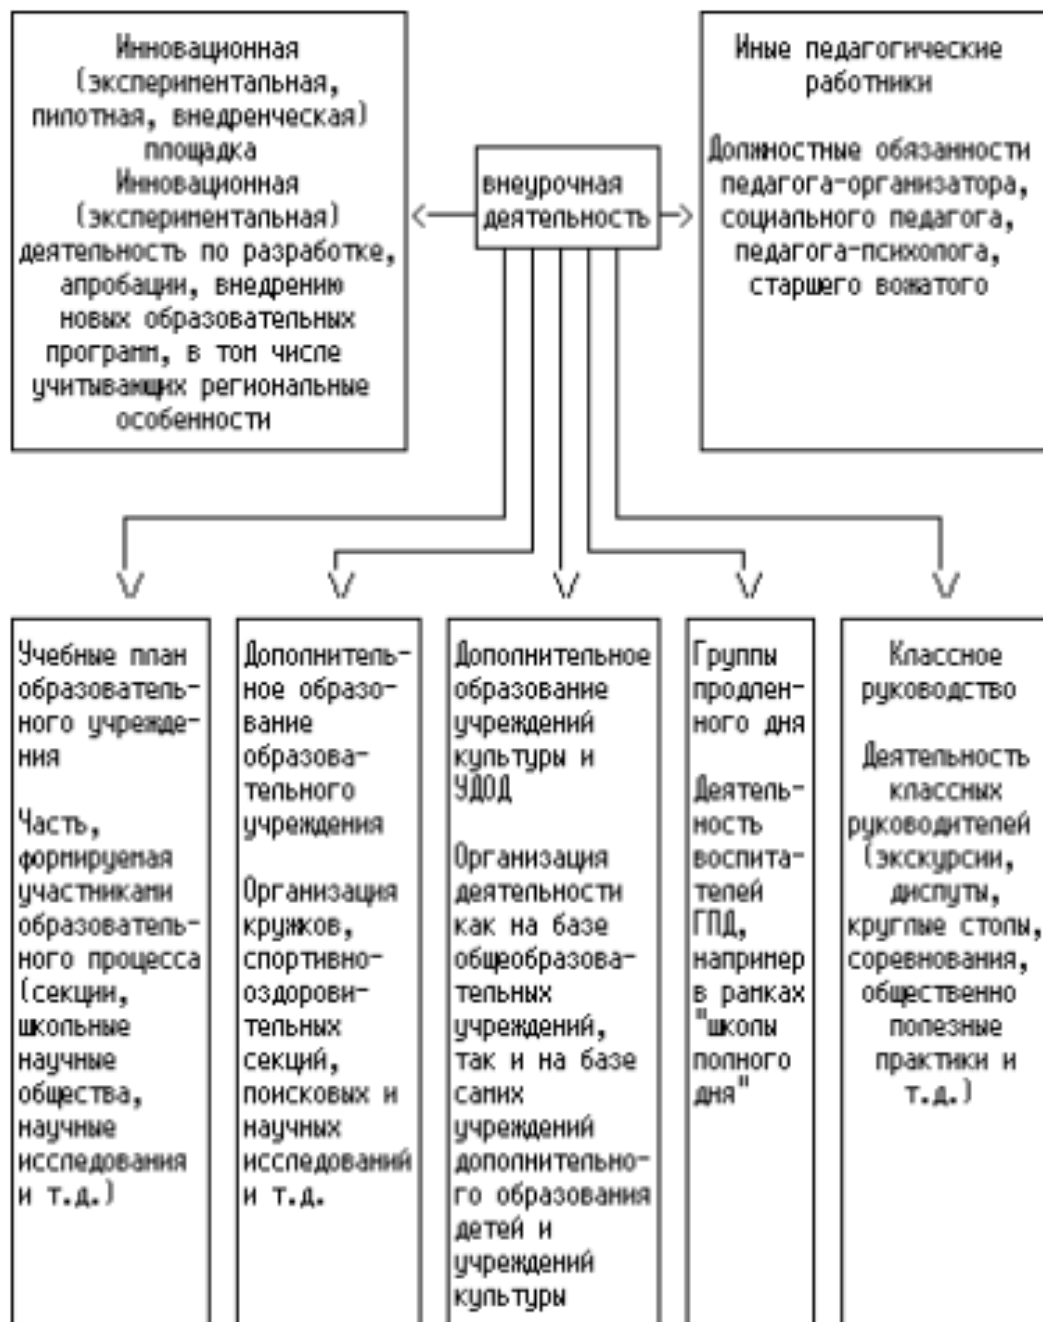 Инновационная
(экспериментальная,
пилотная, внедренческая)
площадка
Инновационная
(экспериментальная)
деятельность по разработке,
апробации, внедрению
новых образовательных
программ, в том числе
учитывающих региональные
особенности
внеурочная
деятельность
Иные педагогические
работники
Должностные обязанности
педагога-организатора,
социального педагога,
педагога-психолога,
старшего вожатого
Учебные план
образователь-
ного учрежде-
ния
Часть,
формируемая
участниками
образователь-
ного процесса
(секции,
школьные
научные
общества,
научные
исследования
и т.д.)
Дополнитель-
ное образо-
вание
образова-
тельного
учреждения
Организация
кружков,
спортивно-
оздорови-
тельных
секций,
поисковых и
научных
исследований
и т.д.
Дополнительное
образование
учреждений
культуры и
УДОД
Организация
деятельности
как на базе
общеобразова-
тельных
учреждений,
так и на базе
самих
учреждений
дополнительно-
го образования
детей и
учреждений
культуры
Группы
продлен-
ного дня
Деятель-
ность
воспита-
телей
ГПД,
например
в рамках
"школы
полного
дня"
Классное
руководство
Деятельность
классных
руководителей
(экскурсии,
диспуты,
круглые столы,
соревнования,
общественно
полезные
практики и
т.д.)